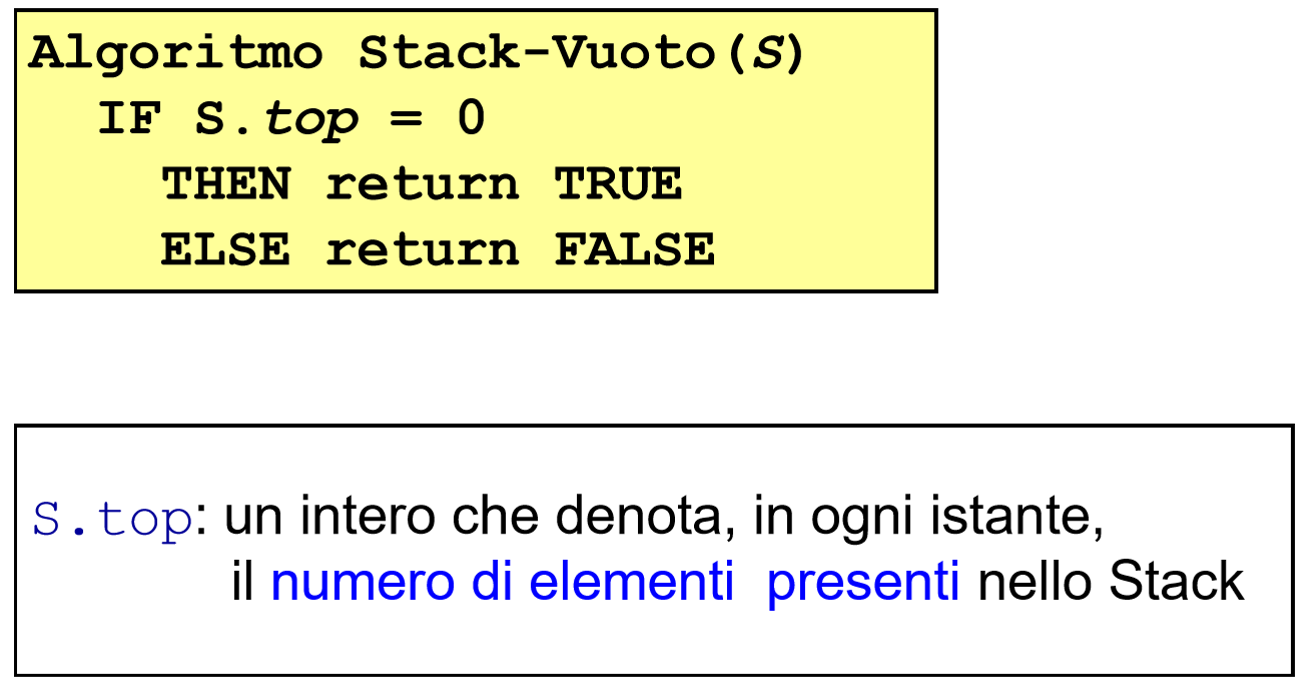 Algoritmo Stack-Vuoto(S)
IF S.top = 0
THEN return TRUE
ELSE return FALSE
S.top: un intero che denota, in ogni istante,
il numero di elementi presenti nello Stack